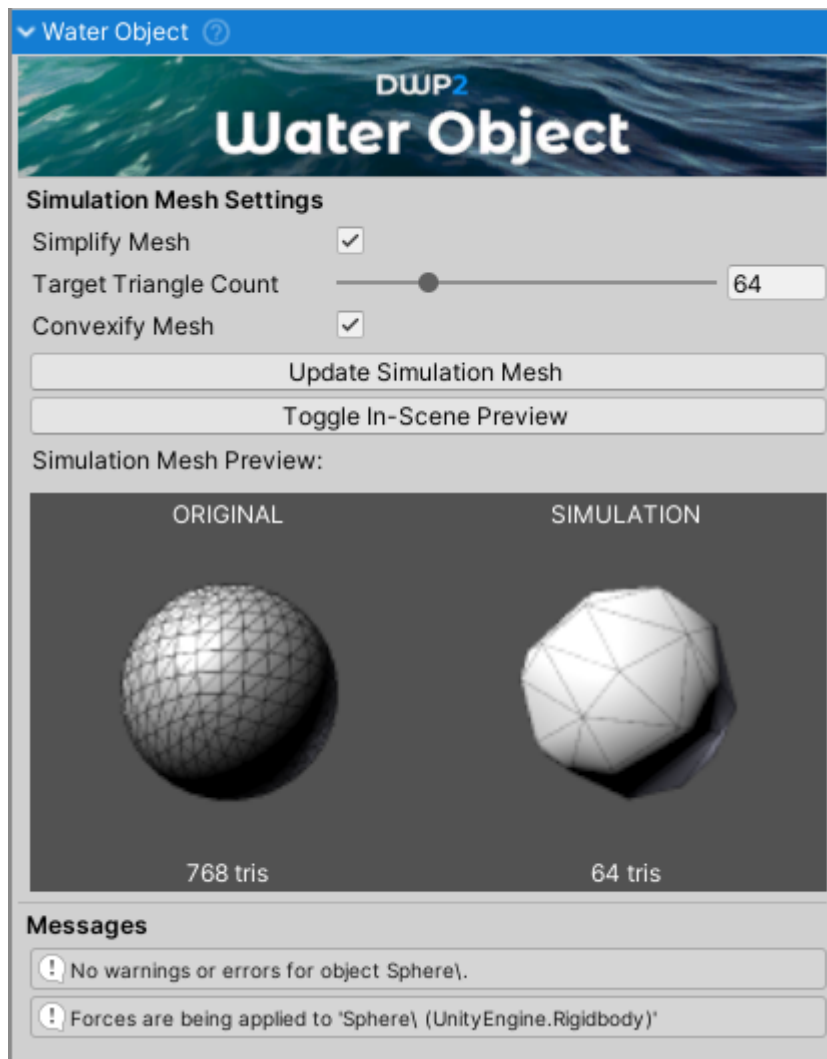 Water Object
DWP2
Water Object
Simulation Mesh Settings
Simplify Mesh
Target Triangle Count 64
Convexify Mesh
Update Simulation Mesh
Toggle In-Scene Preview
Simulation Mesh Preview:
ORIGINAL SIMULATION
768 tris 64 tris
Messages
No warnings or errors for object Sphere\.
Forces are being applied to 'Sphere\ (UnityEngine.Rigidbody)'